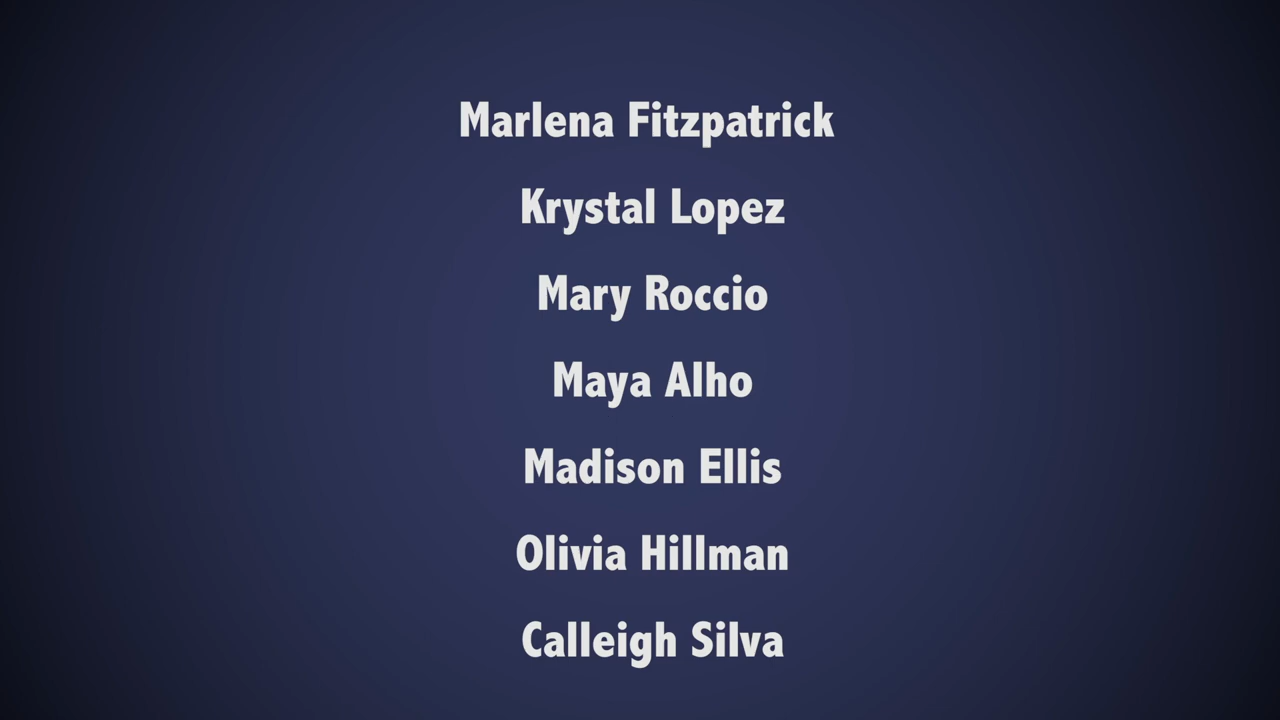 Marlena Fitzpatrick
Krystal Lopez
Mary Roccio
Maya Alho
Madison Ellis
Olivia Hillman
Calleigh Silva